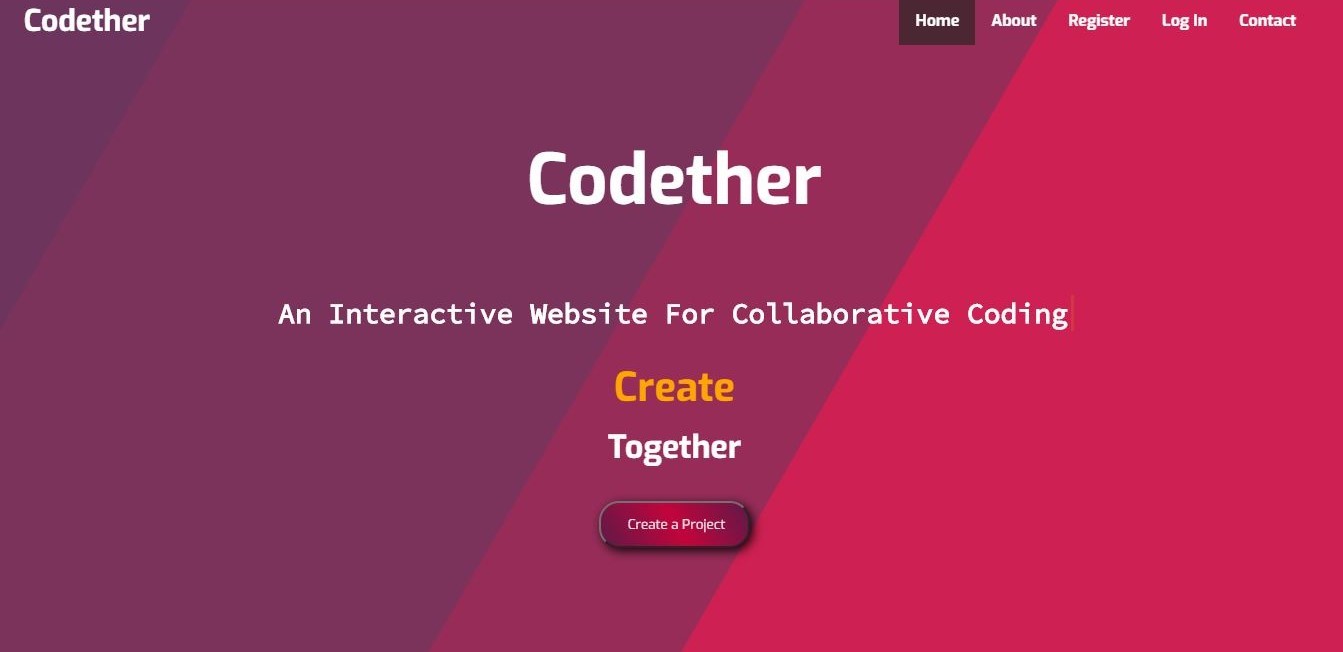 Codether
Home About Register Log In Contact
Codether
An Interactive Website For Collaborative Coding
Create
Together
Create a Project